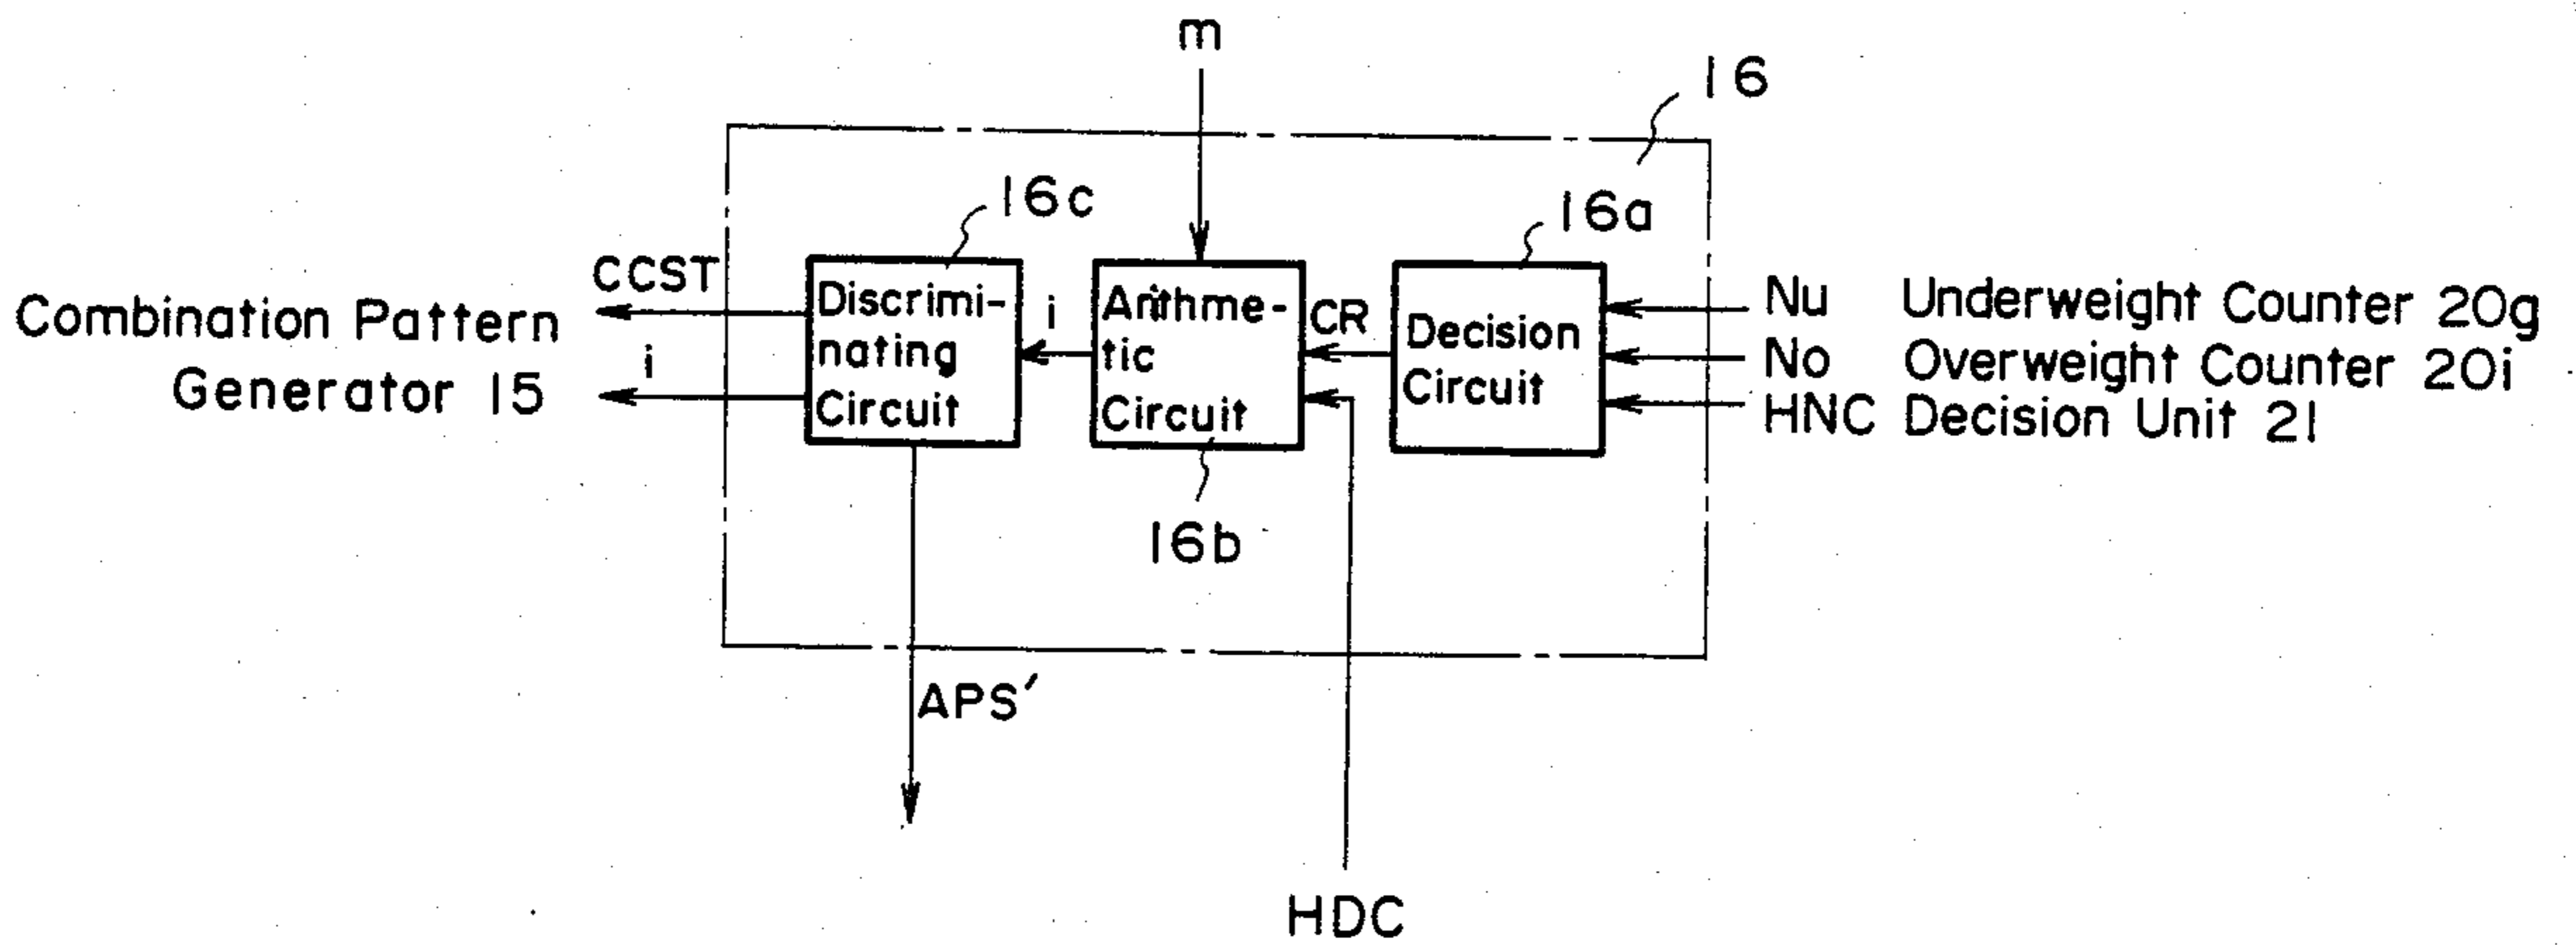 m
16
16c
16a
CCST
Combination Pattern
Generator 15
i
Discrimi-
nating
Circuit
i
Arithme-
tic
Circuit
CR
Decision
Circuit
Nu Underweight Counter 20g
No Overweight Counter 20i
HNC Decision Unit 21
16b
APS'
HDC